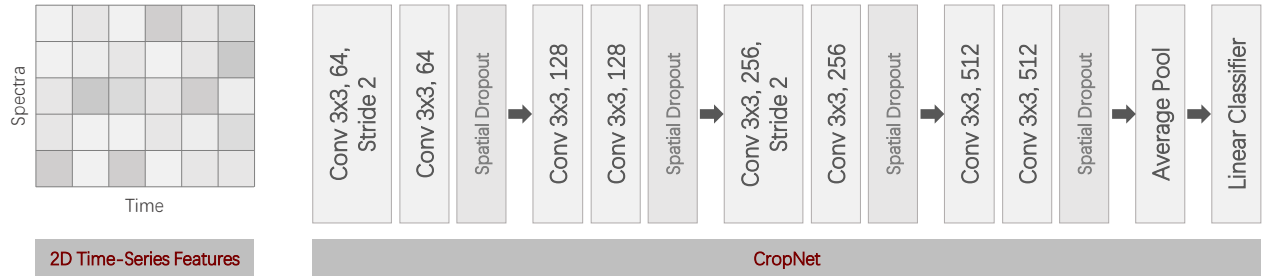 Spectra
Time
2D Time-Series Features
Conv 3x3, 64,
Stride 2
Conv 3x3, 64
Spatial Dropout
Conv 3x3, 128
Conv 3x3, 128
Spatial Dropout
Conv 3x3, 256,
Stride 2
Conv 3x3, 256
Spatial Dropout
Conv 3x3, 512
Conv 3x3, 512
Spatial Dropout
Average Pool
Linear Classifier
CropNet